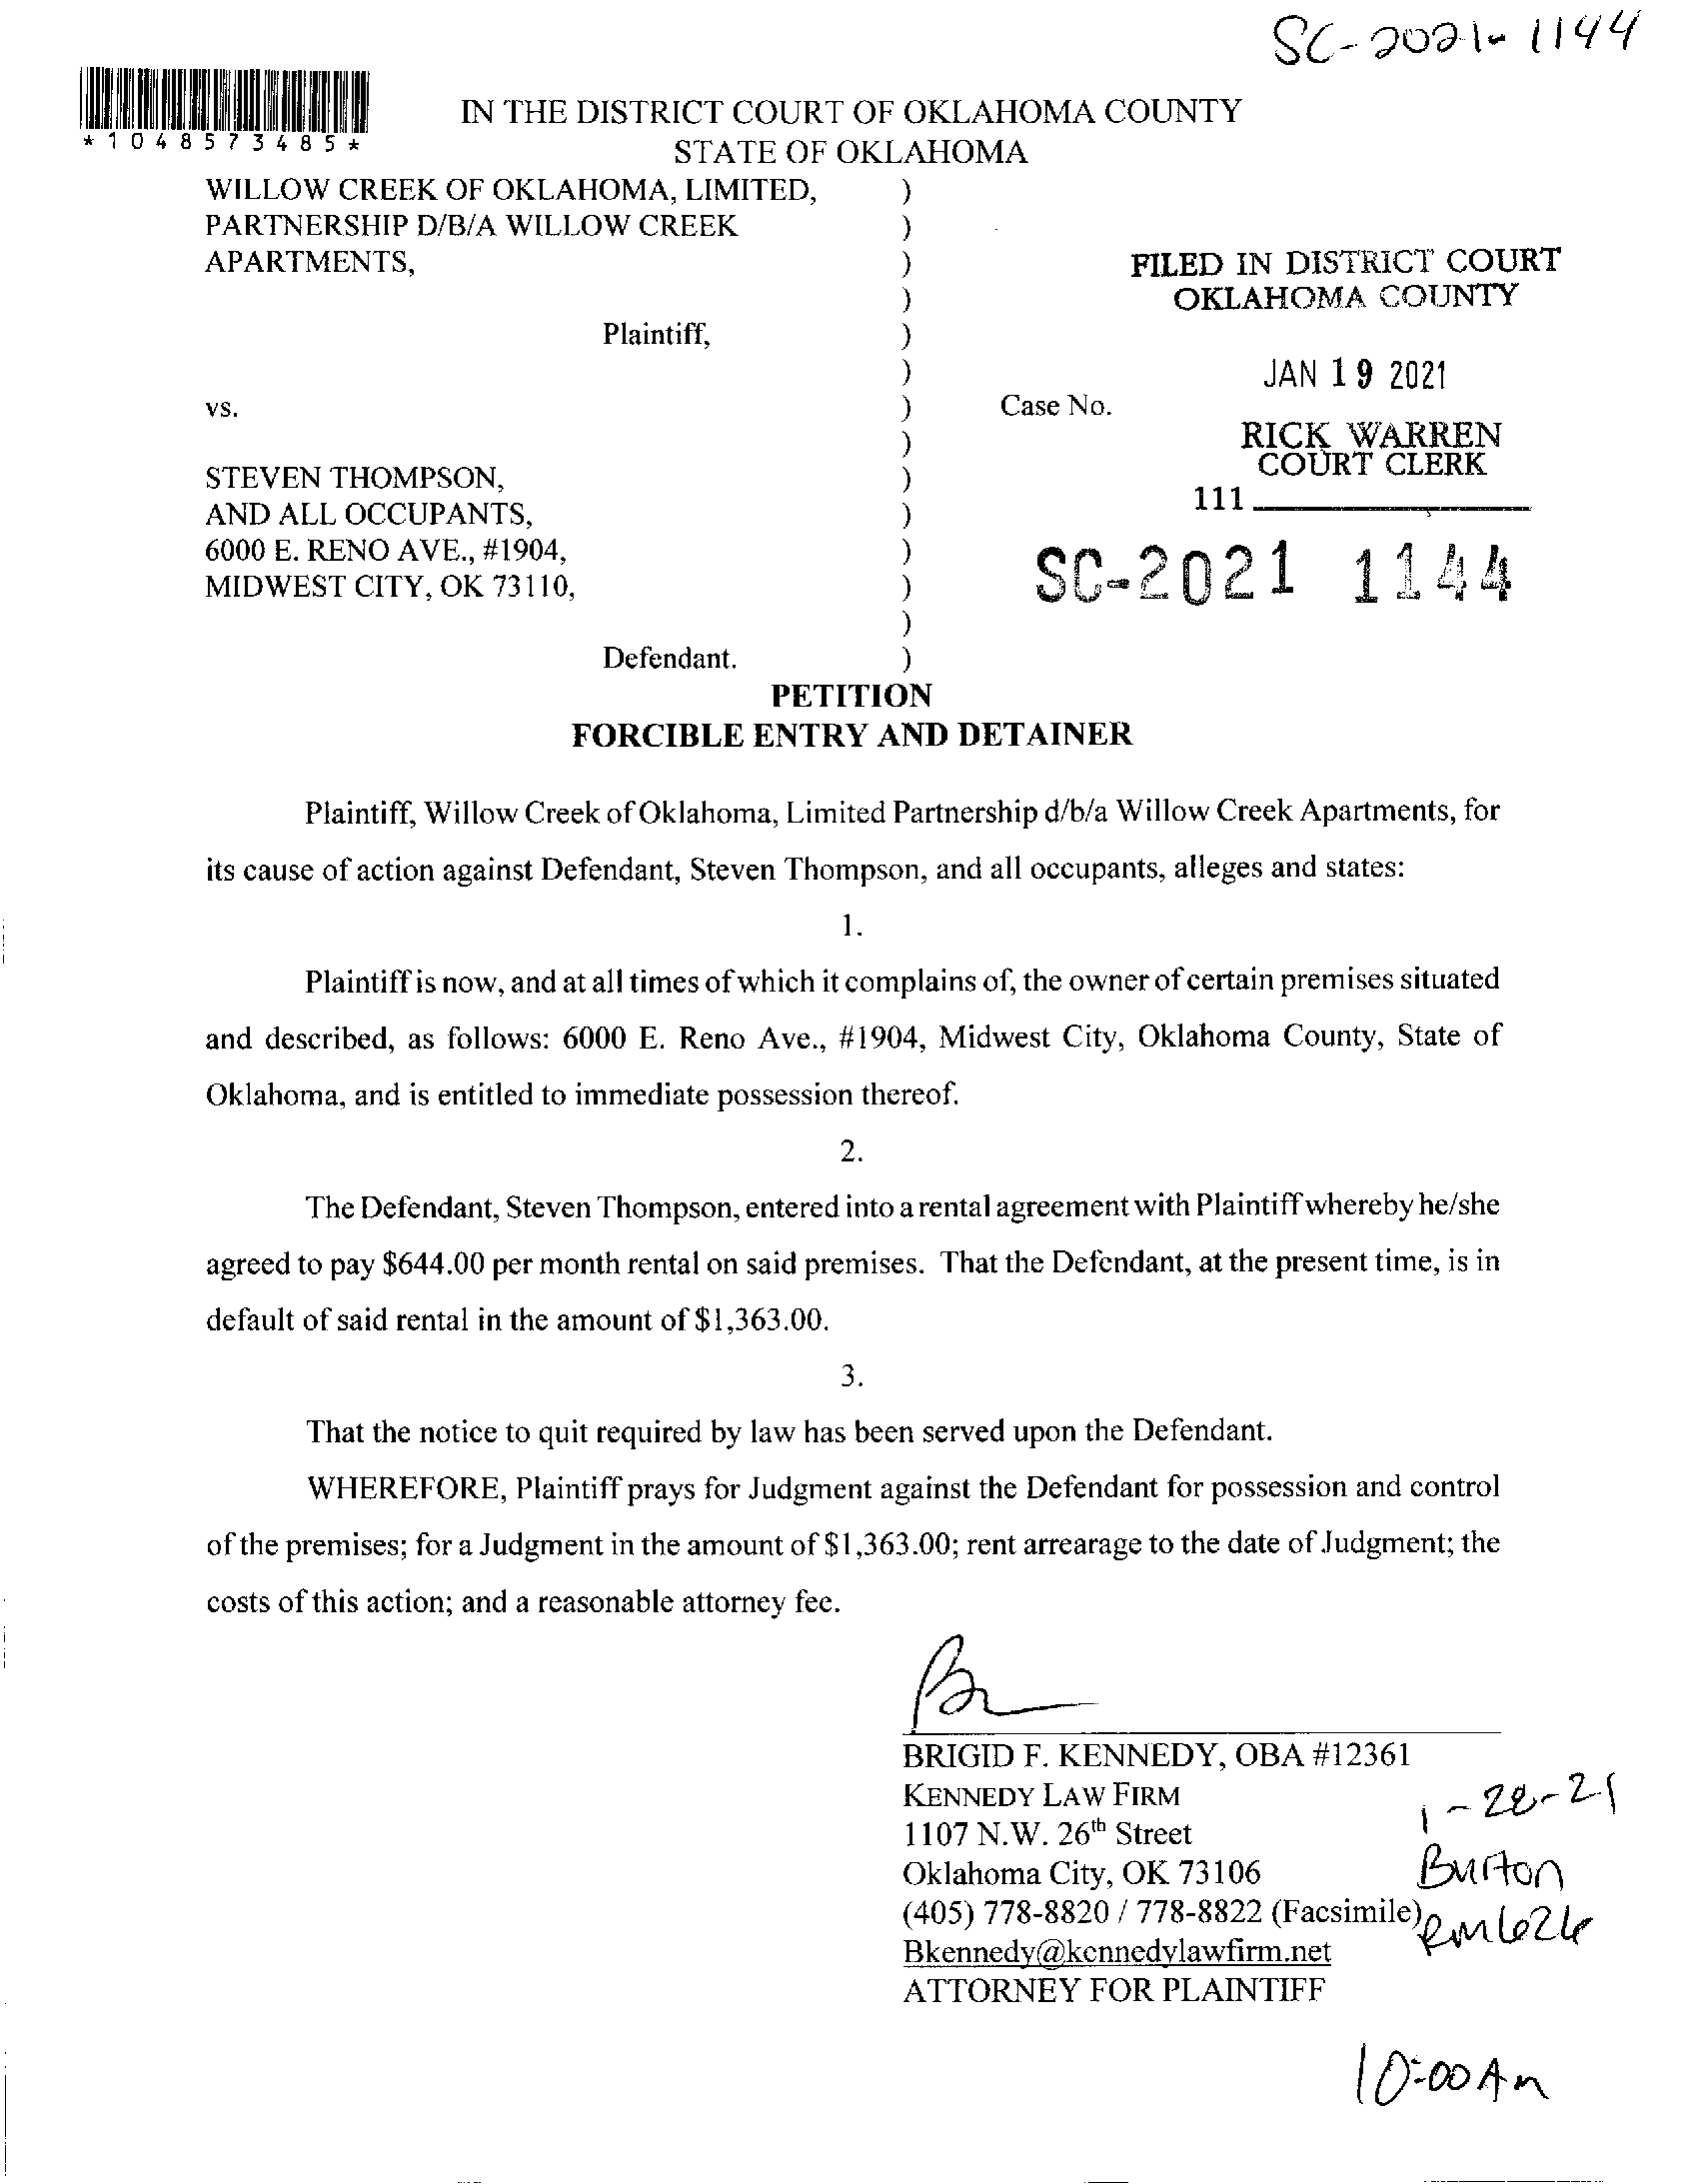 SC-2021-1144
*1048573485*
IN THE DISTRICT COURT OF OKLAHOMA COUNTY
STATE OF OKLAHOMA
WILLOW CREEK OF OKLAHOMA, LIMITED, )
PARTNERSHIP D/B/A WILLOW CREEK )
APARTMENTS, )
)
Plaintiff, )
)
vs. ) Case No.
)
STEVEN THOMPSON, )
AND ALL OCCUPANTS, )
6000 E. RENO AVE., #1904, )
MIDWEST CITY, OK 73110, )
)
Defendant. )
FILED IN DISTRICT COURT
OKLAHOMA COUNTY
JAN 19 2021
RICK WARREN
COURT CLERK
111
SC-2021 1144
PETITION
FORCIBLE ENTRY AND DETAINER
Plaintiff, Willow Creek of Oklahoma, Limited Partnership d/b/a Willow Creek Apartments, for
its cause of action against Defendant, Steven Thompson, and all occupants, alleges and states:
1.
Plaintiff is now, and at all times of which it complains of, the owner of certain premises situated
and described, as follows: 6000 E. Reno Ave., #1904, Midwest City, Oklahoma County, State of
Oklahoma, and is entitled to immediate possession thereof.
2.
The Defendant, Steven Thompson, entered into a rental agreement with Plaintiff whereby he/she
agreed to pay $644.00 per month rental on said premises. That the Defendant, at the present time, is in
default of said rental in the amount of $1,363.00.
3.
That the notice to quit required by law has been served upon the Defendant.
WHEREFORE, Plaintiff prays for Judgment against the Defendant for possession and control
of the premises; for a Judgment in the amount of $1,363.00; rent arrearage to the date of Judgment; the
costs of this action; and a reasonable attorney fee.
BRIGID F. KENNEDY, OBA #12361
KENNEDY LAW FIRM
1107 N.W. 26th Street
Oklahoma City, OK 73106
(405) 778-8820 / 778-8822 (Facsimile)
Bkennedy@kennedylawfirm.net
ATTORNEY FOR PLAINTIFF
Burton
10:00 Am